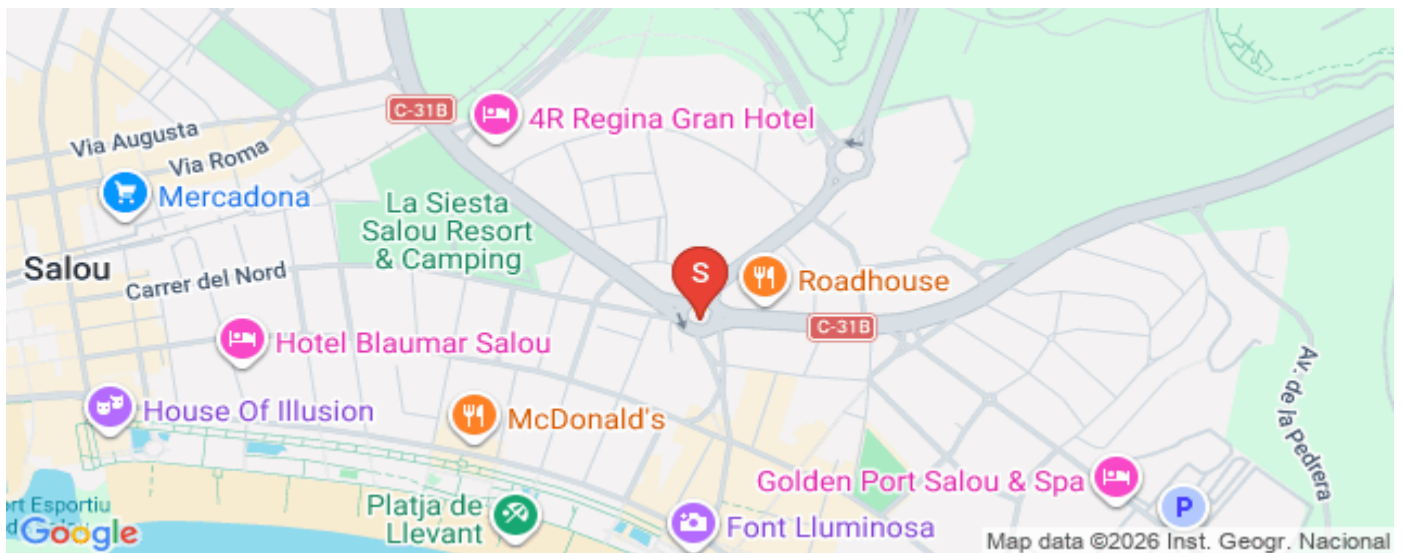 C-31B
4R Regina Gran Hotel
Via Augusta
Via Roma
Mercadona
La Siesta
Salou Resort
& Camping
Salou
Carrer del Nord
S
Roadhouse
C-31B
Hotel Blaumar Salou
House Of Illusion
McDonald's
Av. de la Pedrera
Golden Port Salou & Spa
P
Platja de
Llevant
Font Lluminosa
ort Esportiu
Google
Map data ©2026 Inst. Geogr. Nacional